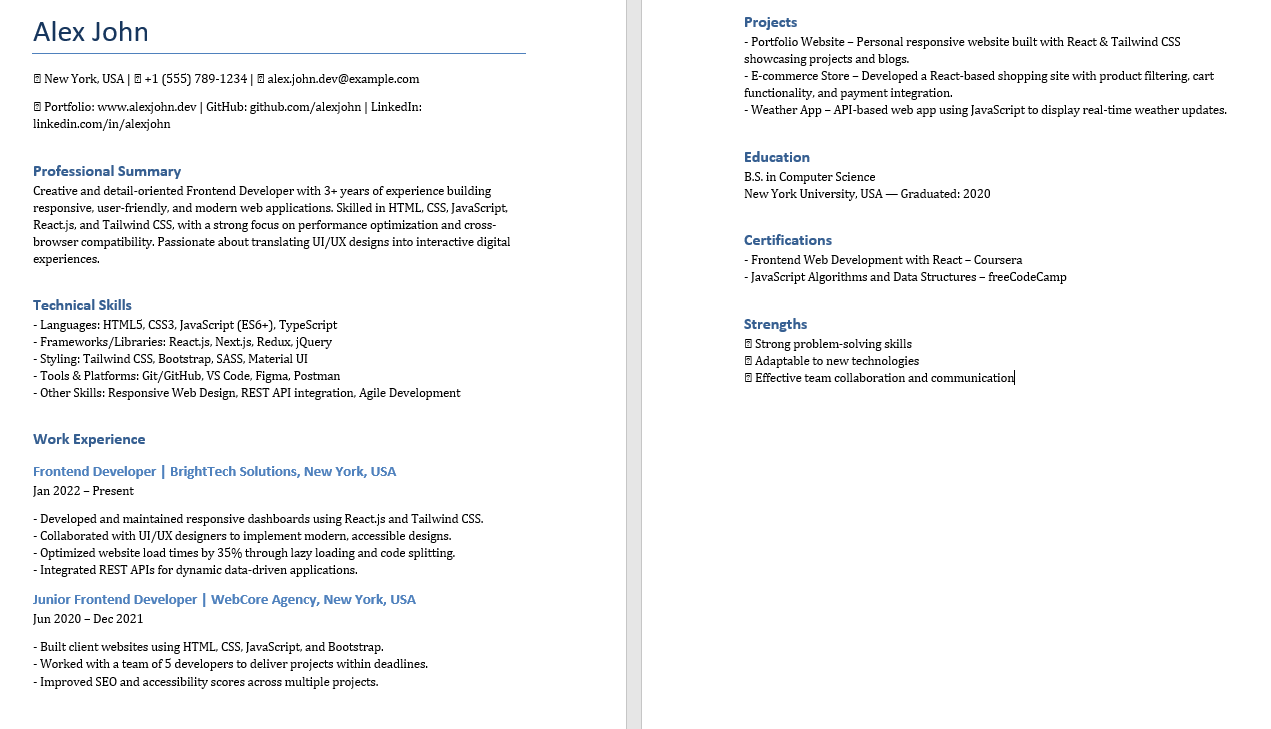 Alex John
New York, USA | +1 (555) 789-1234 | alex.john.dev@example.com
Portfolio: www.alexjohn.dev | GitHub: github.com/alexjohn | LinkedIn:
linkedin.com/in/alexjohn
Professional Summary
Creative and detail-oriented Frontend Developer with 3+ years of experience building
responsive, user-friendly, and modern web applications. Skilled in HTML, CSS, JavaScript,
React.js, and Tailwind CSS, with a strong focus on performance optimization and cross-
browser compatibility. Passionate about translating UI/UX designs into interactive digital
experiences.
Technical Skills
- Languages: HTML5, CSS3, JavaScript (ES6+), TypeScript
- Frameworks/Libraries: React.js, Next.js, Redux, jQuery
- Styling: Tailwind CSS, Bootstrap, SASS, Material UI
- Tools & Platforms: Git/GitHub, VS Code, Figma, Postman
- Other Skills: Responsive Web Design, REST API integration, Agile Development
Work Experience
Frontend Developer | BrightTech Solutions, New York, USA
Jan 2022 – Present
- Developed and maintained responsive dashboards using React.js and Tailwind CSS.
- Collaborated with UI/UX designers to implement modern, accessible designs.
- Optimized website load times by 35% through lazy loading and code splitting.
- Integrated REST APIs for dynamic data-driven applications.
Junior Frontend Developer | WebCore Agency, New York, USA
Jun 2020 – Dec 2021
- Built client websites using HTML, CSS, JavaScript, and Bootstrap.
- Worked with a team of 5 developers to deliver projects within deadlines.
- Improved SEO and accessibility scores across multiple projects.
Projects
- Portfolio Website – Personal responsive website built with React & Tailwind CSS
showcasing projects and blogs.
- E-commerce Store – Developed a React-based shopping site with product filtering, cart
functionality, and payment integration.
- Weather App – API-based web app using JavaScript to display real-time weather updates.
Education
B.S. in Computer Science
New York University, USA — Graduated: 2020
Certifications
- Frontend Web Development with React – Coursera
- JavaScript Algorithms and Data Structures – freeCodeCamp
Strengths
Strong problem-solving skills
Adaptable to new technologies
Effective team collaboration and communication